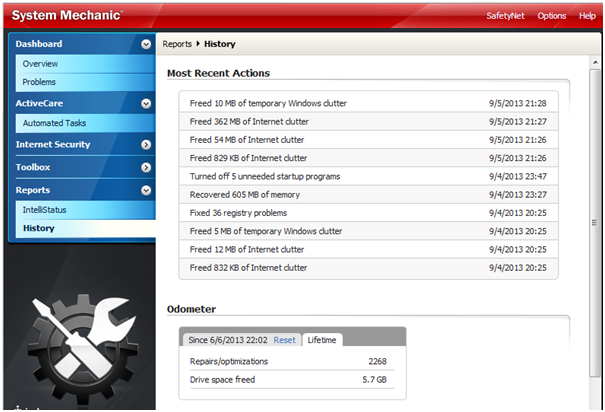 System Mechanic®
SafetyNet Options Help
Dashboard
Overview
Problems
ActiveCare
Automated Tasks
Internet Security
Toolbox
Reports
IntelliStatus
History
Reports History
Most Recent Actions
Freed 10 MB of temporary Windows clutter 9/5/2013 21:28
Freed 362 MB of Internet clutter 9/5/2013 21:27
Freed 54 MB of Internet clutter 9/5/2013 21:26
Freed 829 KB of Internet clutter 9/5/2013 21:26
Turned off 5 unneeded startup programs 9/4/2013 23:47
Recovered 605 MB of memory 9/4/2013 23:27
Fixed 36 registry problems 9/4/2013 20:25
Freed 5 MB of temporary Windows clutter 9/4/2013 20:25
Freed 12 MB of Internet clutter 9/4/2013 20:25
Freed 832 KB of Internet clutter 9/4/2013 20:25
Odometer
Since 6/6/2013 22:02 Reset Lifetime
Repairs/optimizations 2268
Drive space freed 5.7 GB